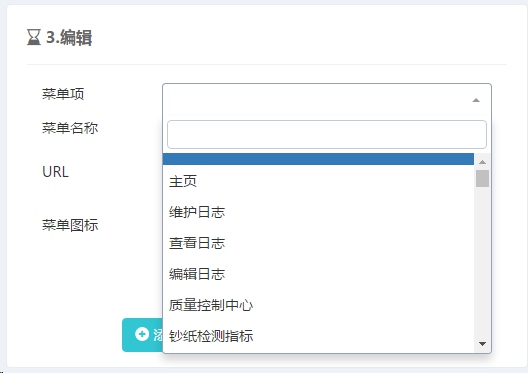 3.编辑
菜单项
菜单名称
URL
菜单图标
主页
维护日志
查看日志
编辑日志
质量控制中心
钞纸检测指标